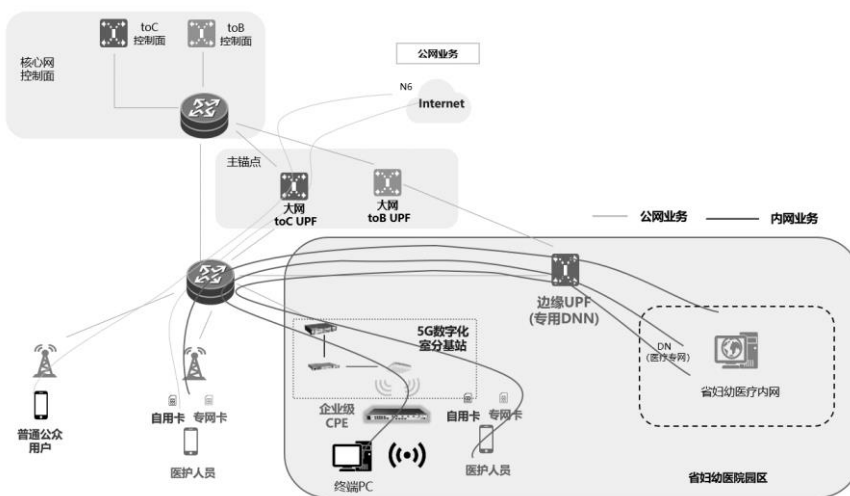 toC
控制面
toB
控制面
核心网
控制面
公网业务
N6
Internet
主锚点
大网
toC UPF
大网
toB UPF
公网业务
内网业务
边缘UPF
(专用DNN)
5G数字化
室分基站
DN
(医疗专网)
省妇幼医疗内网
企业级
CPE
自用卡
专网卡
自用卡
专网卡
普通公众
用户
医护人员
医护人员
终端PC
省妇幼医院园区